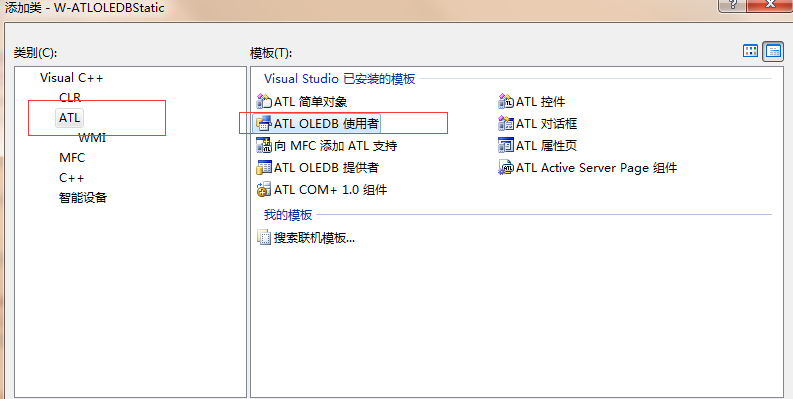 添加类 - W-ATLOLEDBStatic
类别(C):
模板(T):
Visual C++
CLR
ATL
WMI
MFC
C++
智能设备
Visual Studio 已安装的模板
ATL 简单对象
ATL 控件
ATL OLEDB 使用者
ATL 对话框
向 MFC 添加 ATL 支持
ATL 属性页
ATL OLEDB 提供者
ATL Active Server Page 组件
ATL COM+ 1.0 组件
我的模板
搜索联机模板...